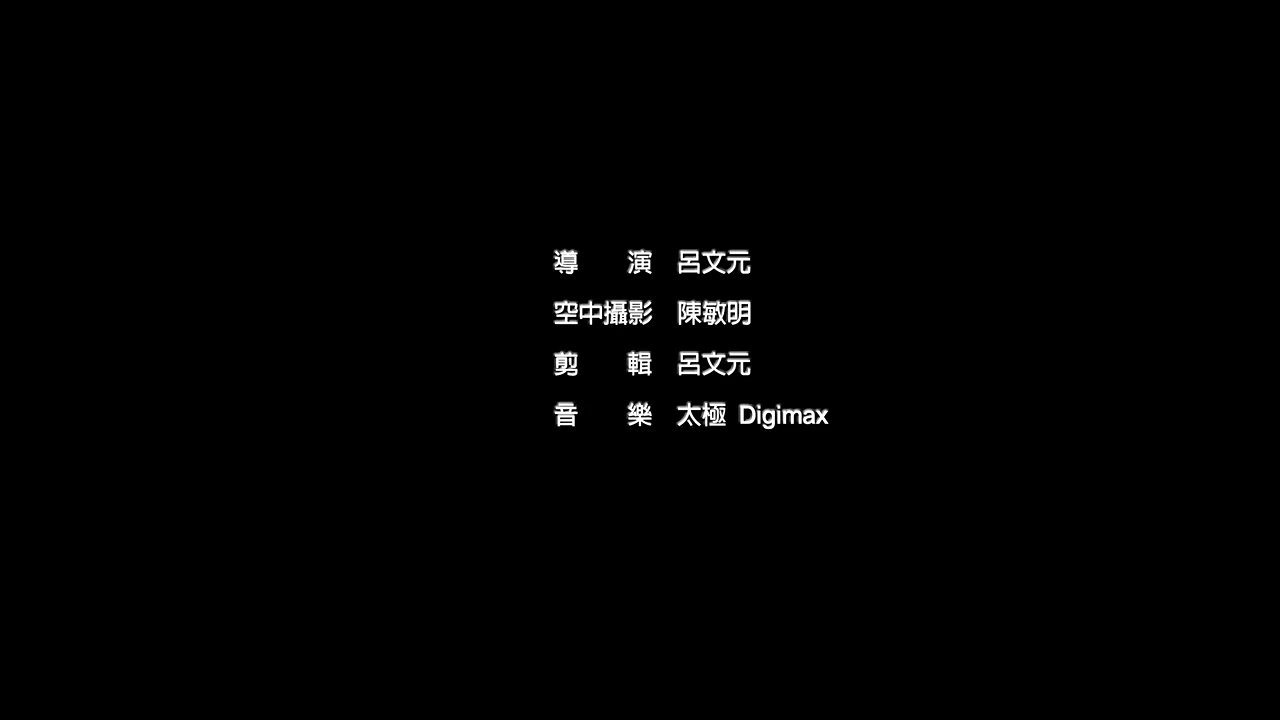 導　　演　呂文元
空中攝影　陳敏明
剪　　輯　呂文元
音　　樂　太極 Digimax